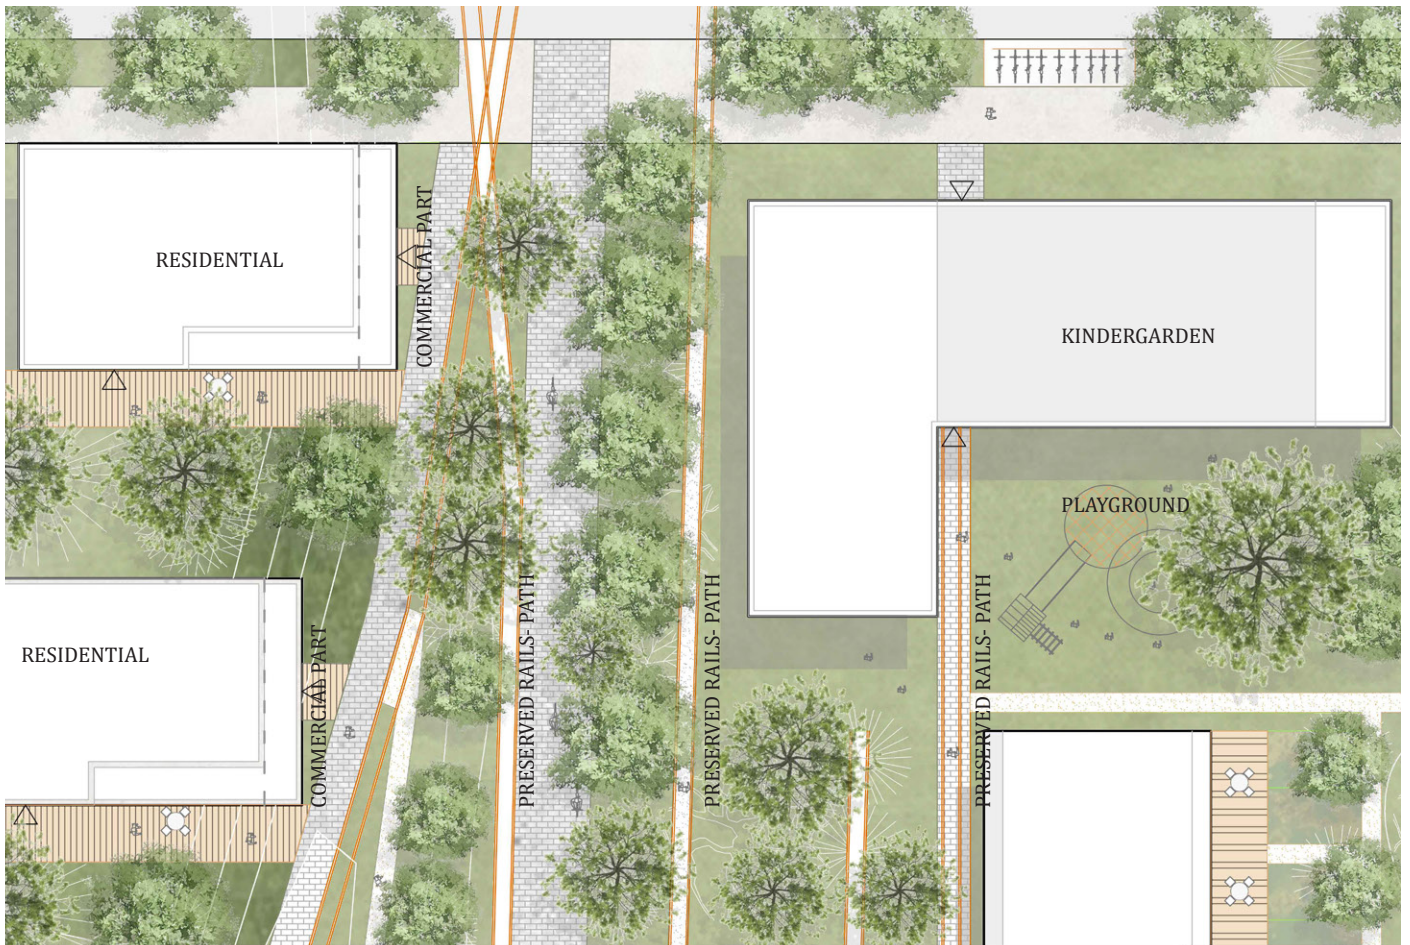 RESIDENTIAL
COMMERCIAL PART
KINDERGARDEN
PLAYGROUND
RESIDENTIAL
COMMERCIAL PART
PRESERVED RAILS- PATH
PRESERVED RAILS- PATH
PRESERVED RAILS- PATH